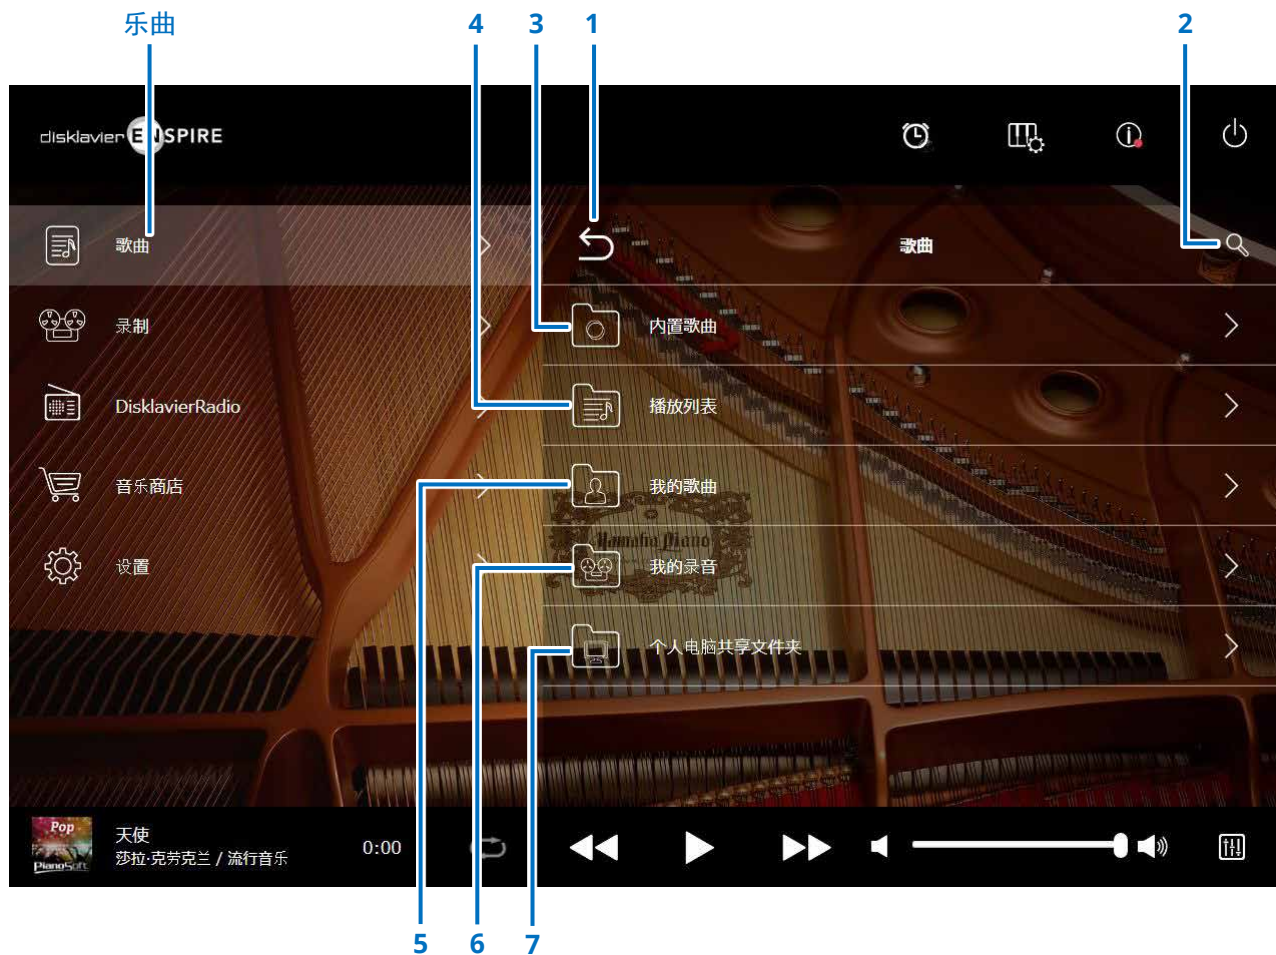 乐曲
4
3
1
2
disklavier ENSPIRE
歌曲
歌曲
录制
内置歌曲
DisklavierRadio
播放列表
音乐商店
我的歌曲
Yamaha Piano
设置
我的录音
个人电脑共享文件夹
Pop
PianoSoft
天使
莎拉·克劳克兰 / 流行音乐
0:00
5
6
7